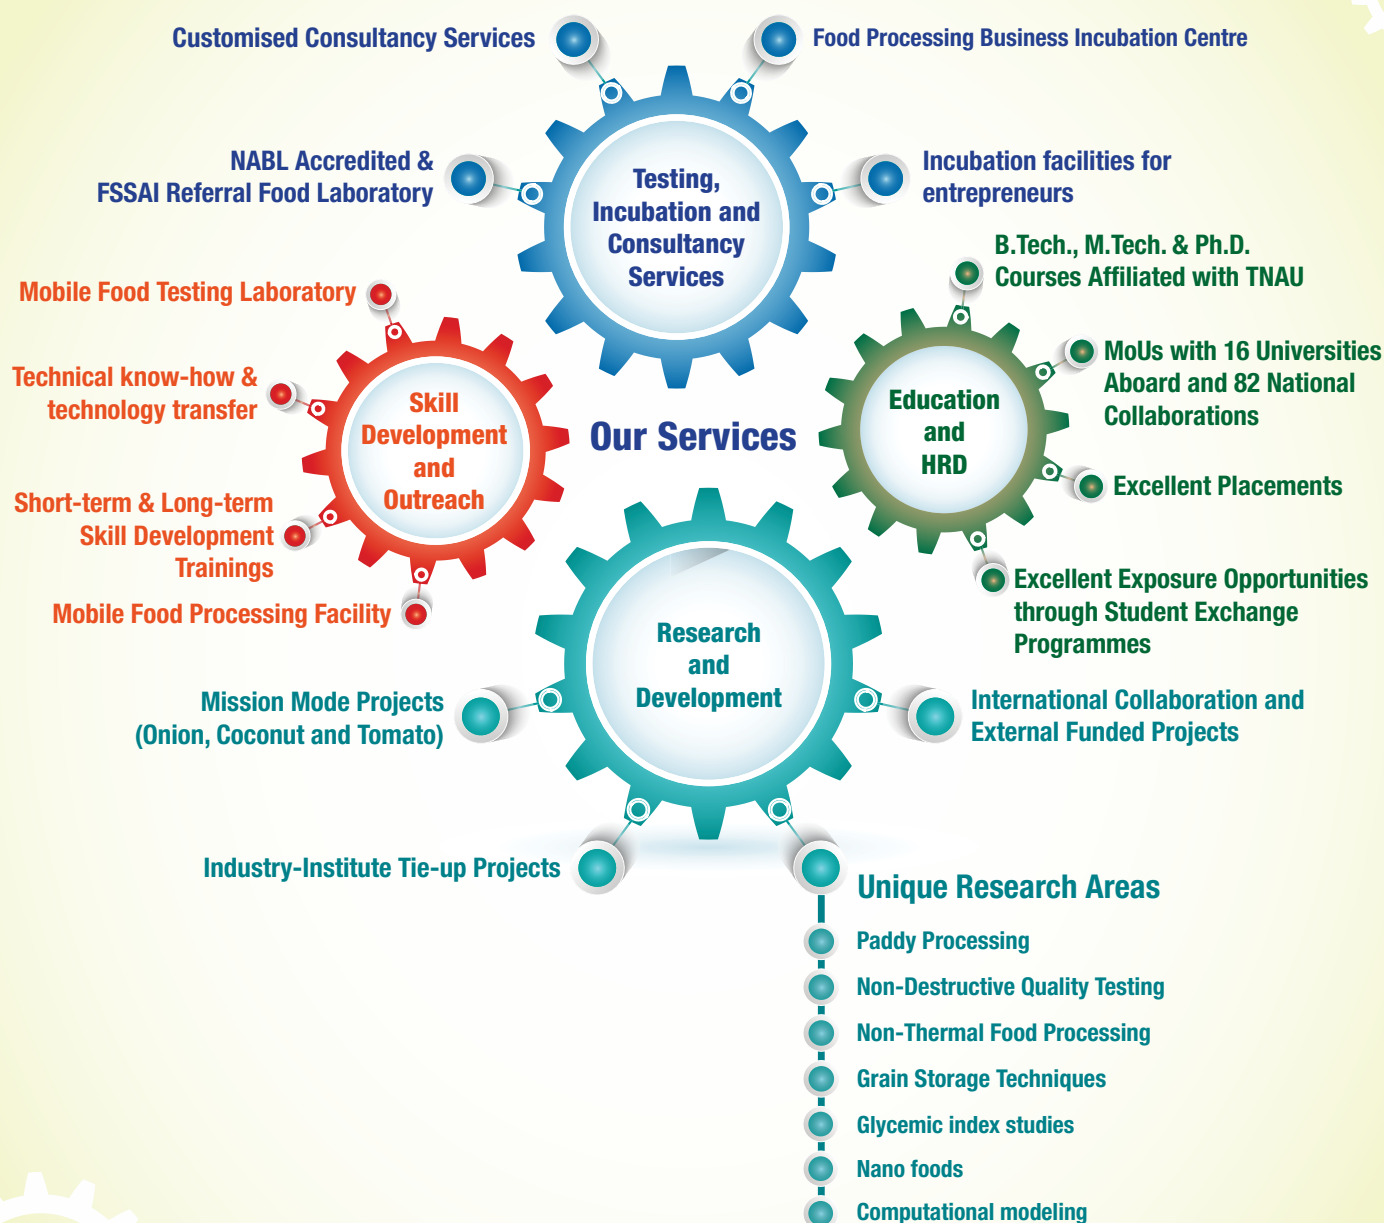 Customised Consultancy Services
Food Processing Business Incubation Centre
NABL Accredited &
FSSAI Referral Food Laboratory
Testing,
Incubation and
Consultancy
Services
Incubation facilities for
entrepreneurs
B.Tech., M.Tech. & Ph.D.
Courses Affiliated with TNAU
Mobile Food Testing Laboratory
MoUs with 16 Universities
Aboard and 82 National
Collaborations
Technical know-how &
technology transfer
Skill
Development
and
Outreach
Our Services
Education
and
HRD
Excellent Placements
Short-term & Long-term
Skill Development
Trainings
Excellent Exposure Opportunities
through Student Exchange
Programmes
Mobile Food Processing Facility
Research
and
Development
Mission Mode Projects
(Onion, Coconut and Tomato)
International Collaboration and
External Funded Projects
Industry-Institute Tie-up Projects
Unique Research Areas
Paddy Processing
Non-Destructive Quality Testing
Non-Thermal Food Processing
Grain Storage Techniques
Glycemic index studies
Nano foods
Computational modeling